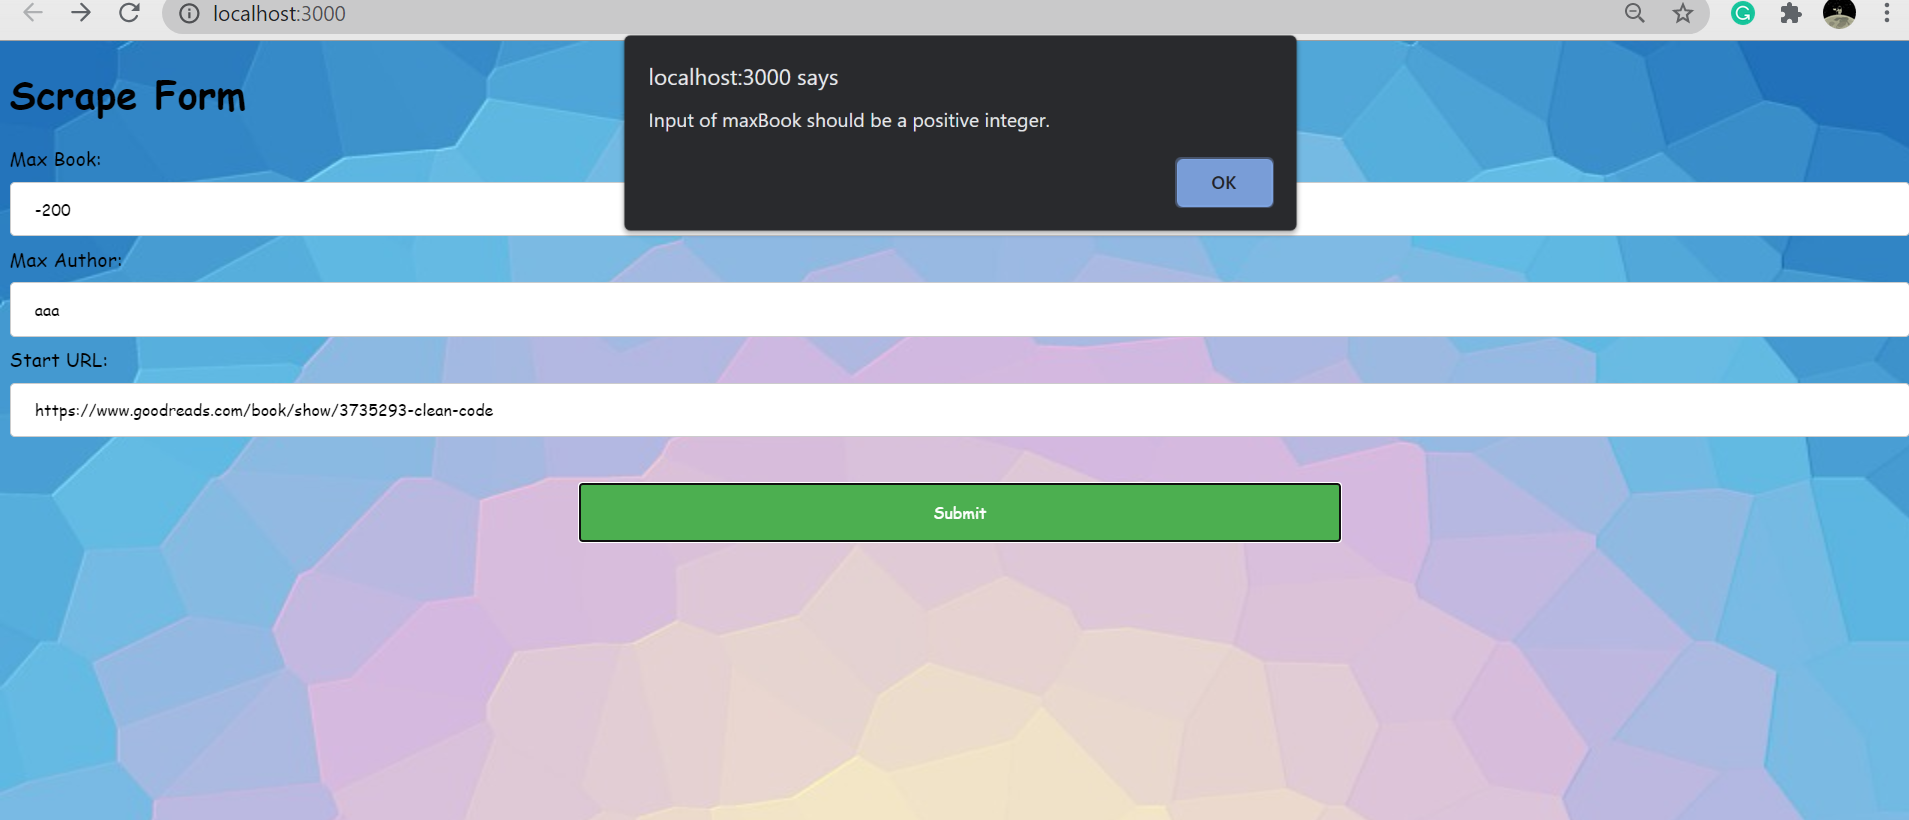 localhost:3000
localhost:3000 says
Input of maxBook should be a positive integer.
OK
Scrape Form
Max Book:
-200
Max Author:
aaa
Start URL:
https://www.goodreads.com/book/show/3735293-clean-code
Submit